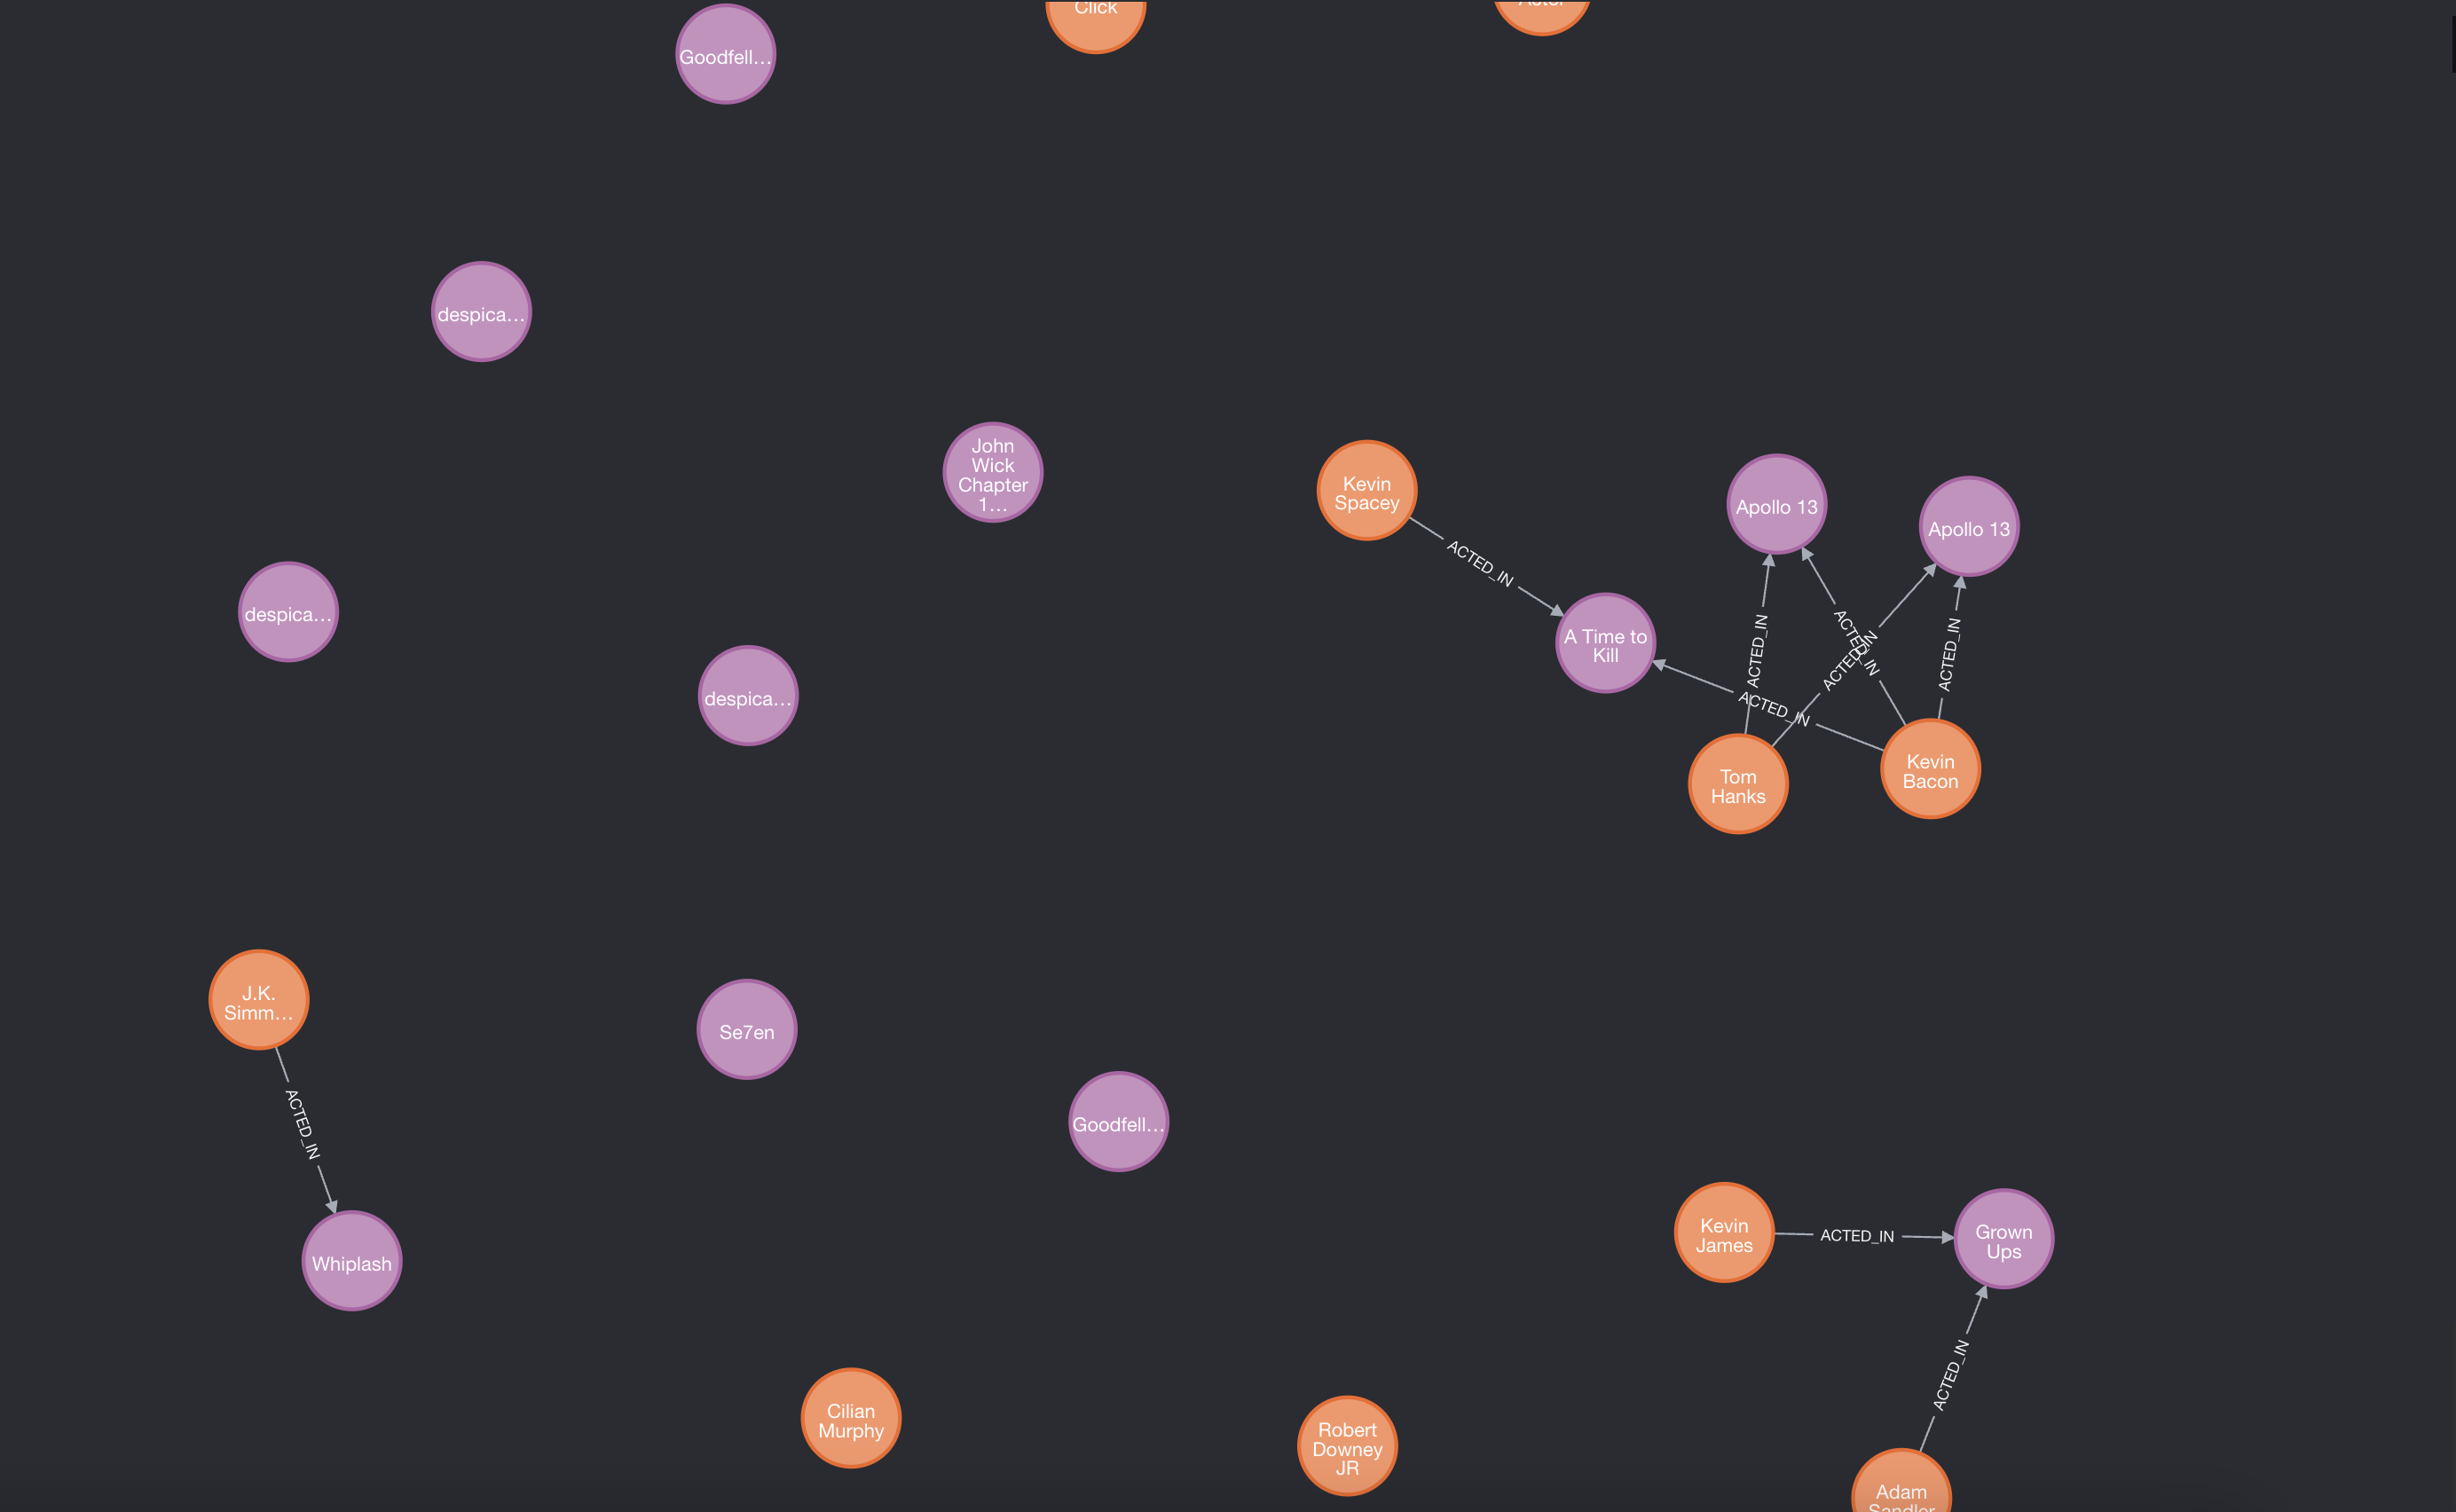 Click
Goodfell...
despica...
John
Wick
Chapter
1...
Kevin
Spacey
Apollo 13
Apollo 13
ACTED_IN
despica...
A Time to
Kill
ACTED_IN
ACTED_IN
ACTED_IN
ACTED_IN
despica...
ACTED_IN
Tom
Hanks
Kevin
Bacon
J.K.
Simm...
Se7en
ACTED_IN
Goodfell...
Whiplash
Kevin
James
ACTED_IN
Grown
Ups
ACTED_IN
Cilian
Murphy
Robert
Downey
JR
Adam
Sandler